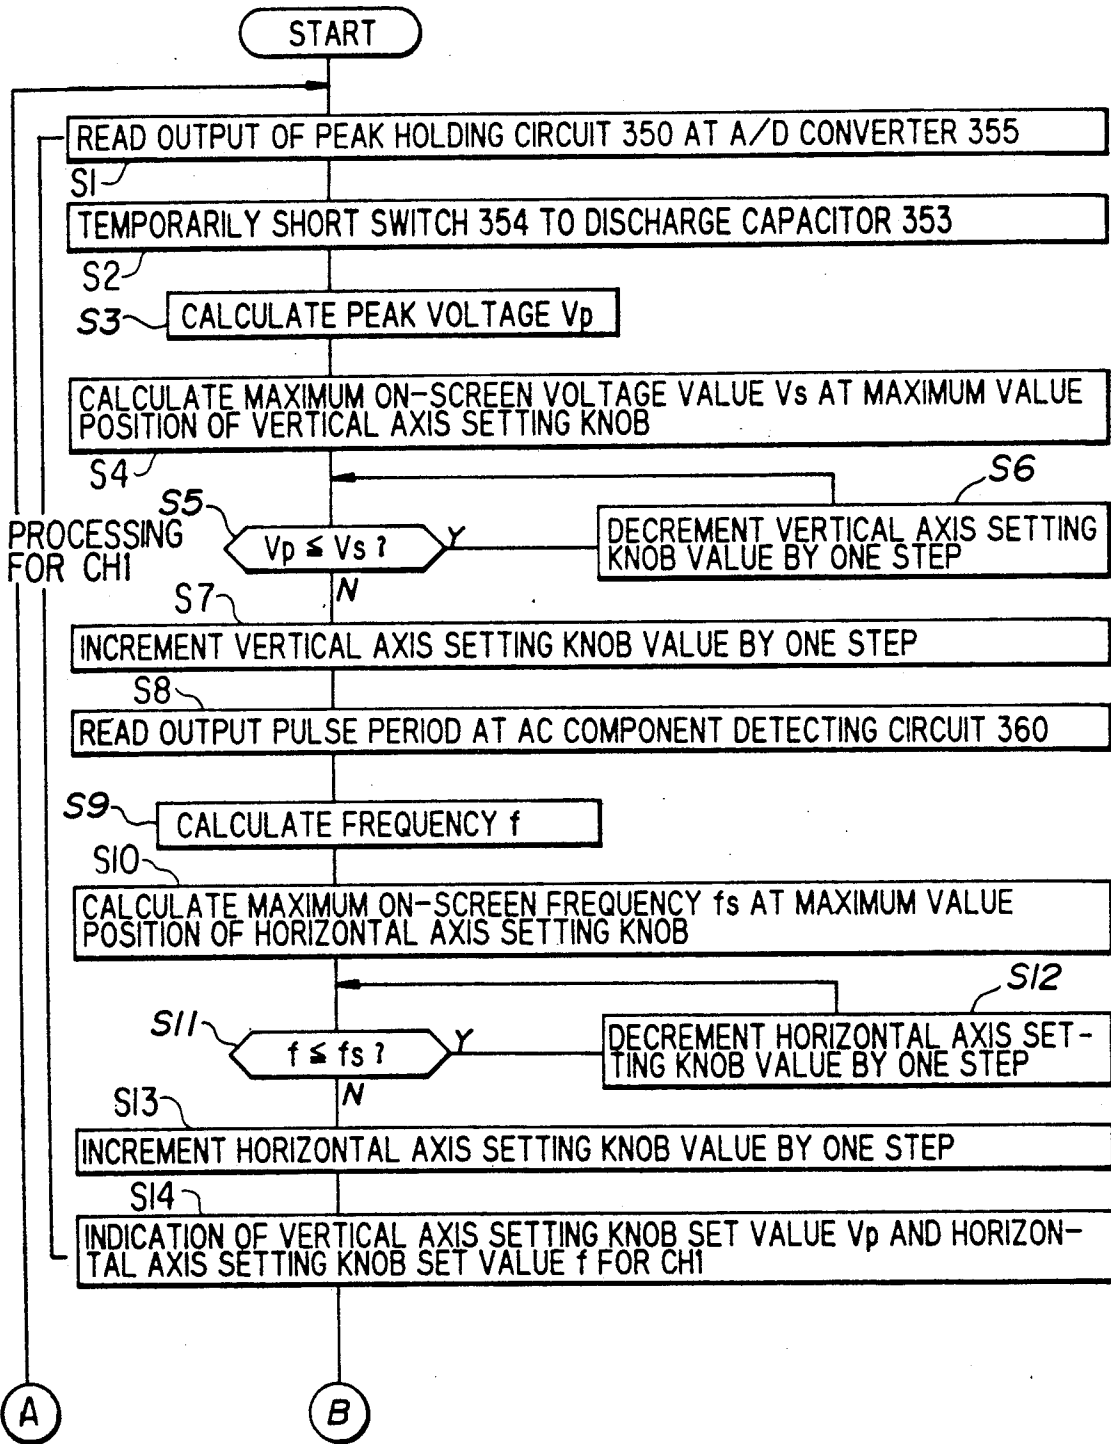 START
READ OUTPUT OF PEAK HOLDING CIRCUIT 350 AT A/D CONVERTER 355
S1
TEMPORARILY SHORT SWITCH 354 TO DISCHARGE CAPACITOR 353
S2
S3
CALCULATE PEAK VOLTAGE Vp
CALCULATE MAXIMUM ON-SCREEN VOLTAGE VALUE Vs AT MAXIMUM VALUE
POSITION OF VERTICAL AXIS SETTING KNOB
S4
S5
S6
PROCESSING
FOR CH1
Vp ≦ Vs ?
Y
DECREMENT VERTICAL AXIS SETTING
KNOB VALUE BY ONE STEP
N
S7
INCREMENT VERTICAL AXIS SETTING KNOB VALUE BY ONE STEP
S8
READ OUTPUT PULSE PERIOD AT AC COMPONENT DETECTING CIRCUIT 360
S9
CALCULATE FREQUENCY f
S10
CALCULATE MAXIMUM ON-SCREEN FREQUENCY fs AT MAXIMUM VALUE
POSITION OF HORIZONTAL AXIS SETTING KNOB
S11
S12
f ≦ fs ?
Y
DECREMENT HORIZONTAL AXIS SET-
TING KNOB VALUE BY ONE STEP
N
S13
INCREMENT HORIZONTAL AXIS SETTING KNOB VALUE BY ONE STEP
S14
INDICATION OF VERTICAL AXIS SETTING KNOB SET VALUE Vp AND HORIZON-
TAL AXIS SETTING KNOB SET VALUE f FOR CH1
A
B